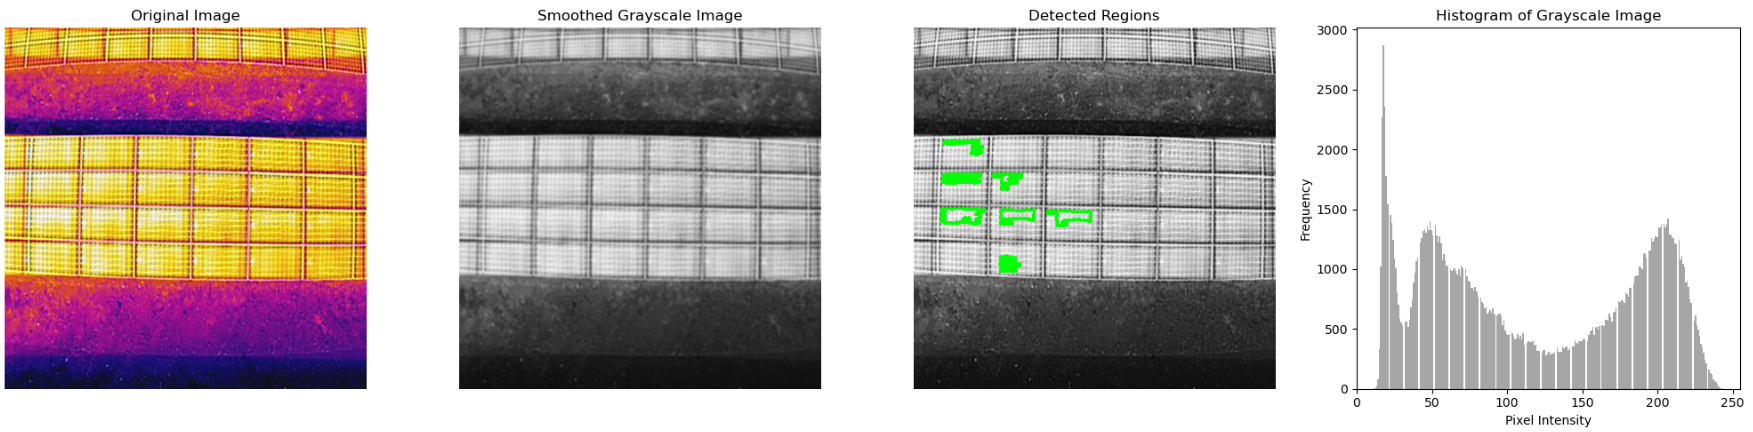 Original Image
Smoothed Grayscale Image
Detected Regions
Histogram of Grayscale Image
3000
2500
2000
1500
1000
500
0
Frequency
0 50 100 150 200 250
Pixel Intensity